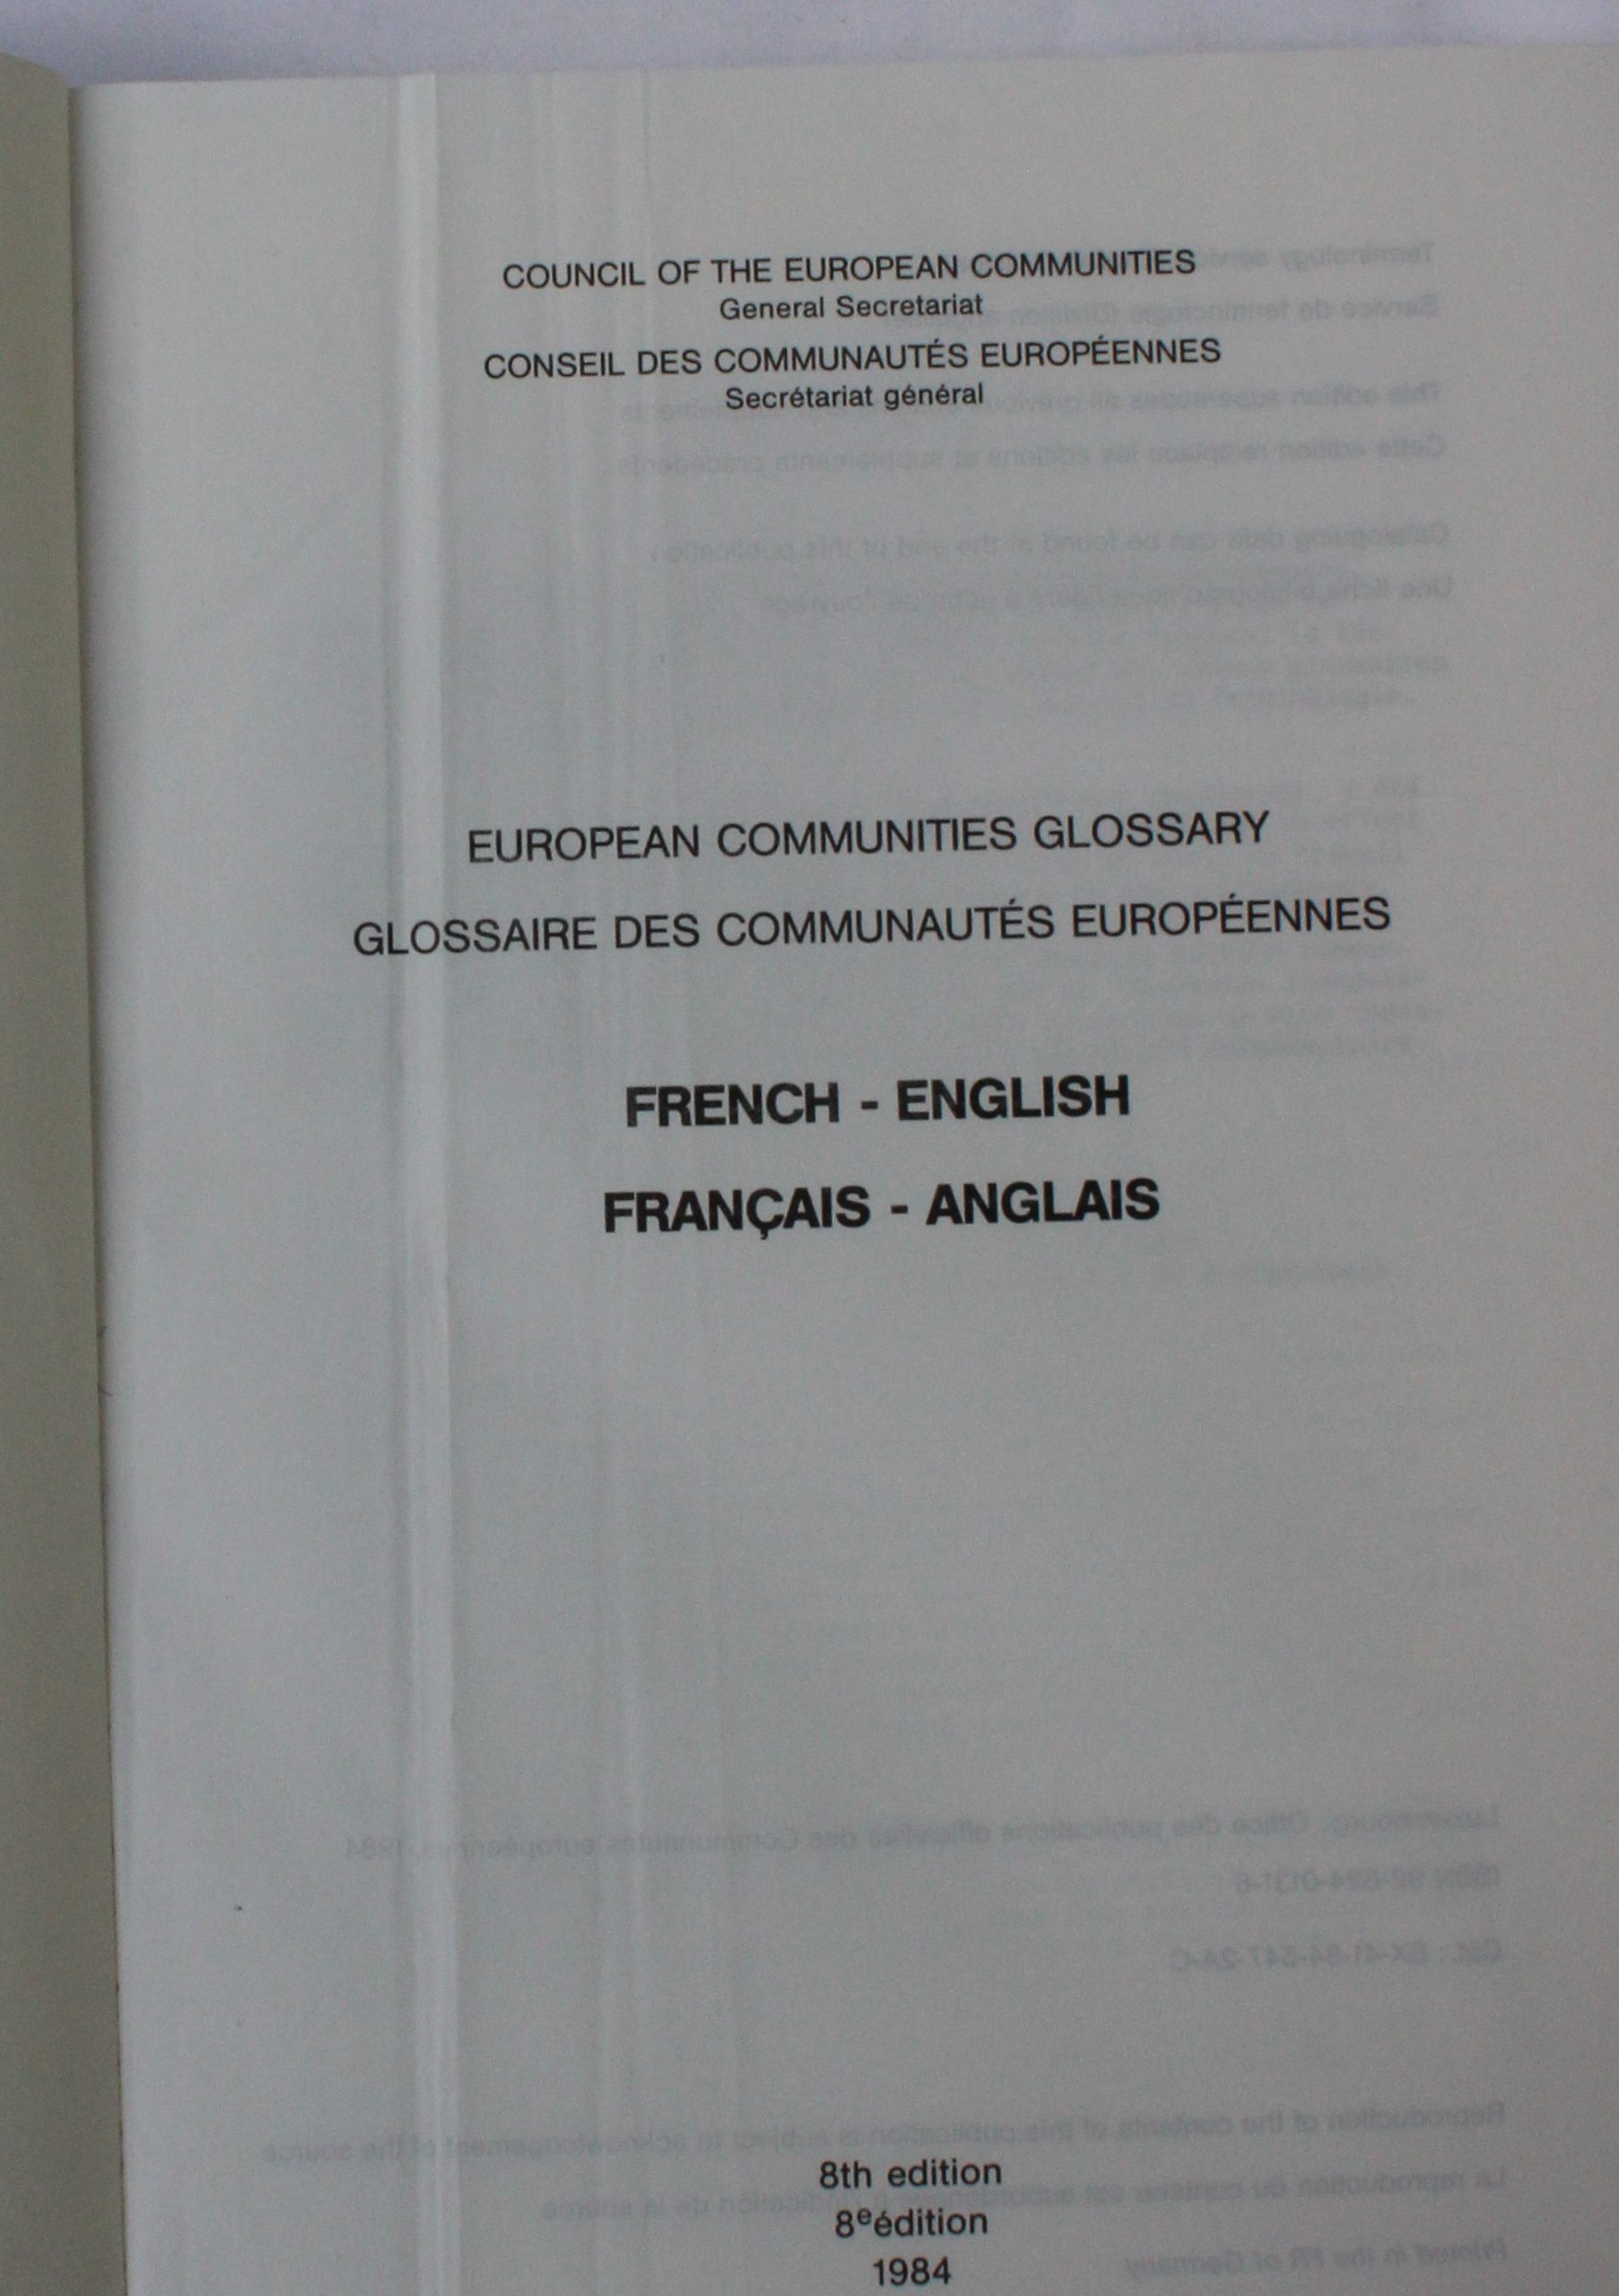 COUNCIL OF THE EUROPEAN COMMUNITIES
General Secretariat
CONSEIL DES COMMUNAUTÉS EUROPÉENNES
Secrétariat général
EUROPEAN COMMUNITIES GLOSSARY
GLOSSAIRE DES COMMUNAUTÉS EUROPÉENNES
FRENCH - ENGLISH
FRANÇAIS - ANGLAIS
8th edition
8e édition
1984